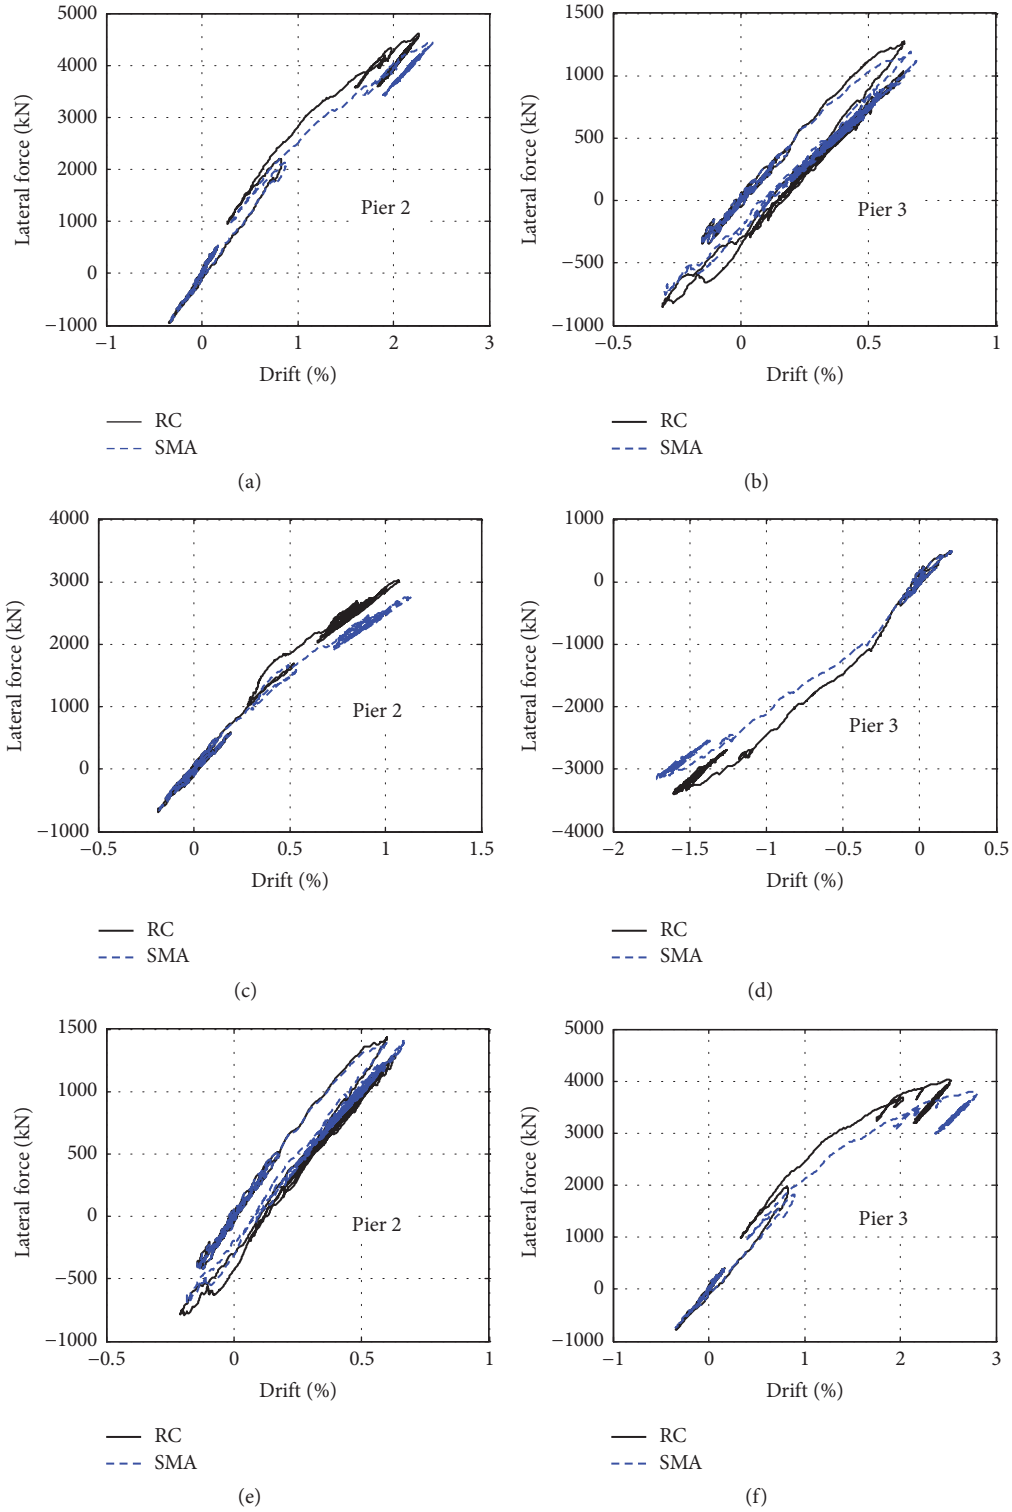 5000
4000
3000
2000
1000
0
−1000
−1
0
1
2
3
Lateral force (kN)
Drift (%)
Pier 2
RC
SMA
(a)
1500
1000
500
0
−500
−1000
−0.5
0
0.5
1
Lateral force (kN)
Drift (%)
Pier 3
RC
SMA
(b)
4000
3000
2000
1000
0
−1000
−0.5
0
0.5
1
1.5
Lateral force (kN)
Drift (%)
Pier 2
RC
SMA
(c)
1000
0
−1000
−2000
−3000
−4000
−2
−1.5
−1
−0.5
0
0.5
Lateral force (kN)
Drift (%)
Pier 3
RC
SMA
(d)
1500
1000
500
0
−500
−1000
−0.5
0
0.5
1
Lateral force (kN)
Drift (%)
Pier 2
RC
SMA
(e)
5000
4000
3000
2000
1000
0
−1000
−1
0
1
2
3
Lateral force (kN)
Drift (%)
Pier 3
RC
SMA
(f)